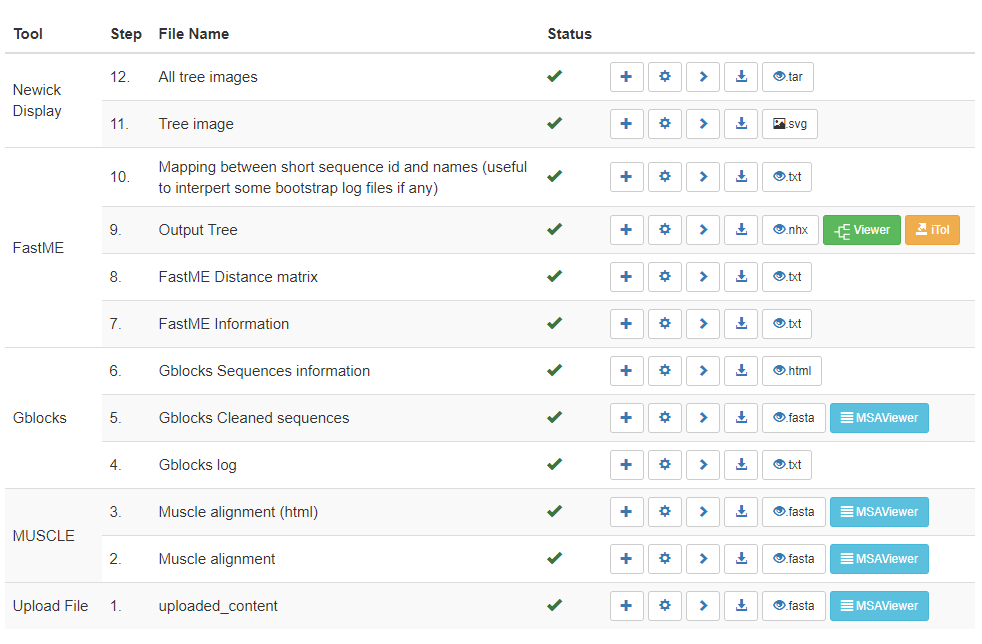 Tool Step File Name Status
Newick Display
12. All tree images .tar
11. Tree image .svg
FastME
10. Mapping between short sequence id and names (useful
to interpert some bootstrap log files if any) .txt
9. Output Tree .nhx Viewer iTol
8. FastME Distance matrix .txt
7. FastME Information .txt
Gblocks
6. Gblocks Sequences information .html
5. Gblocks Cleaned sequences .fasta MSAViewer
4. Gblocks log .txt
MUSCLE
3. Muscle alignment (html) .fasta MSAViewer
2. Muscle alignment .fasta MSAViewer
Upload File 1. uploaded_content .fasta MSAViewer